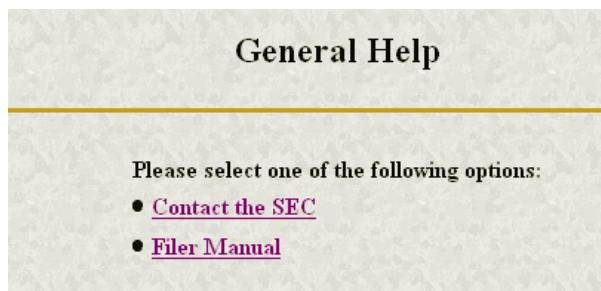 General Help
Please select one of the following options:
Contact the SEC
Filer Manual